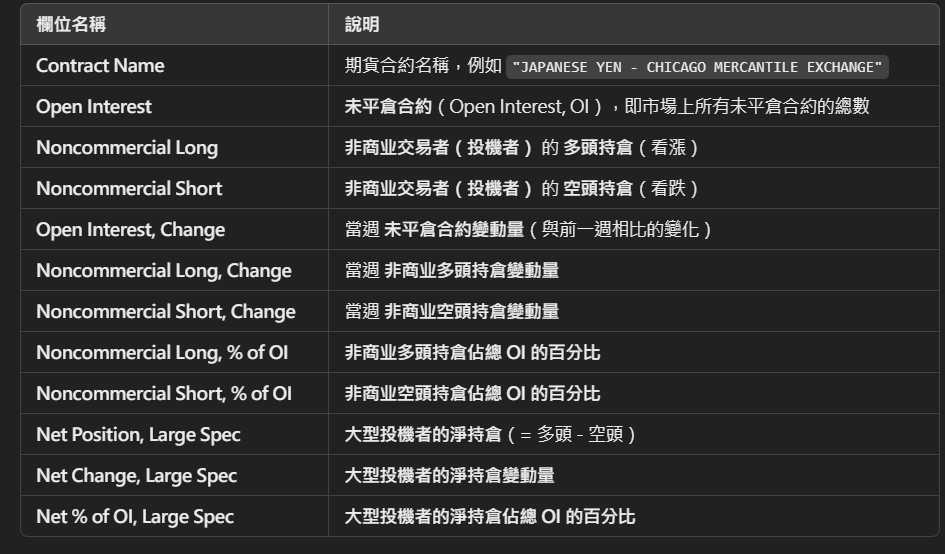 欄位名稱 說明
Contract Name 期貨合約名稱，例如 "JAPANESE YEN - CHICAGO MERCANTILE EXCHANGE"
Open Interest 未平倉合約（Open Interest, OI），即市場上所有未平倉合約的總數
Noncommercial Long 非商业交易者（投機者） 的 多頭持倉（看漲）
Noncommercial Short 非商业交易者（投機者） 的 空頭持倉（看跌）
Open Interest, Change 當週 未平倉合約變動量（與前一週相比的變化）
Noncommercial Long, Change 當週 非商业多頭持倉變動量
Noncommercial Short, Change 當週 非商业空頭持倉變動量
Noncommercial Long, % of OI 非商业多頭持倉佔總 OI 的百分比
Noncommercial Short, % of OI 非商业空頭持倉佔總 OI 的百分比
Net Position, Large Spec 大型投機者的淨持倉（= 多頭 - 空頭）
Net Change, Large Spec 大型投機者的淨持倉變動量
Net % of OI, Large Spec 大型投機者的淨持倉佔總 OI 的百分比